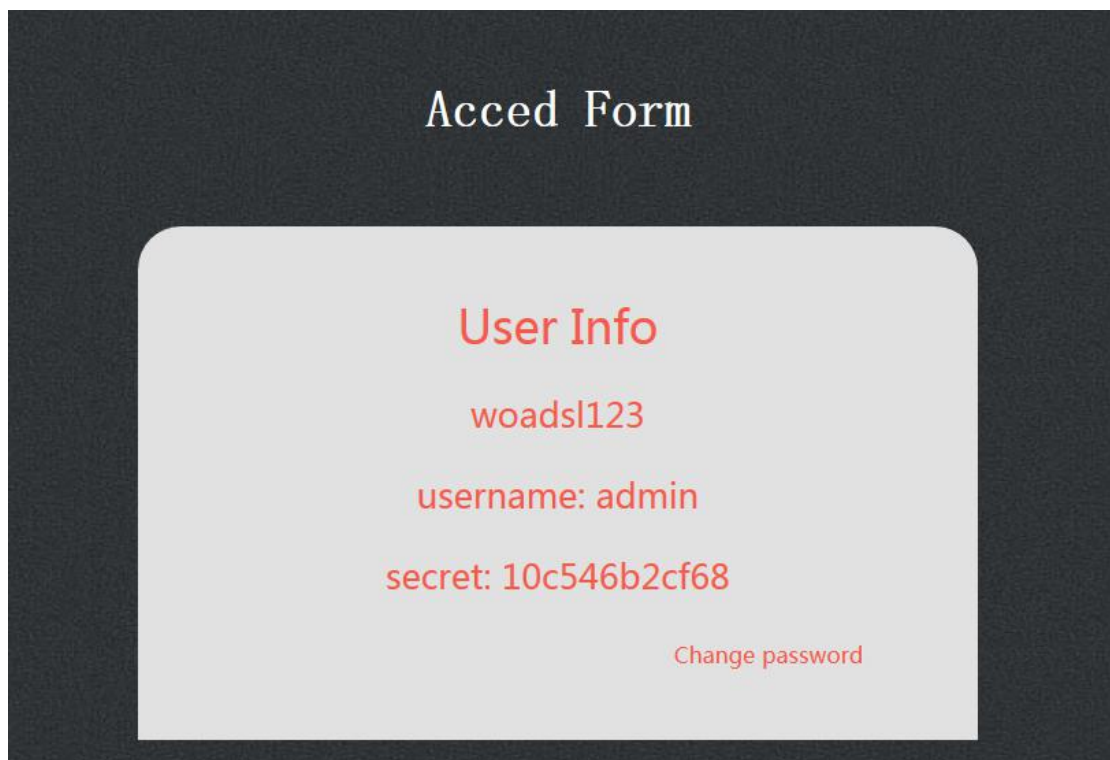 Acced Form
User Info
woadsl123
username: admin
secret: 10c546b2cf68
Change password